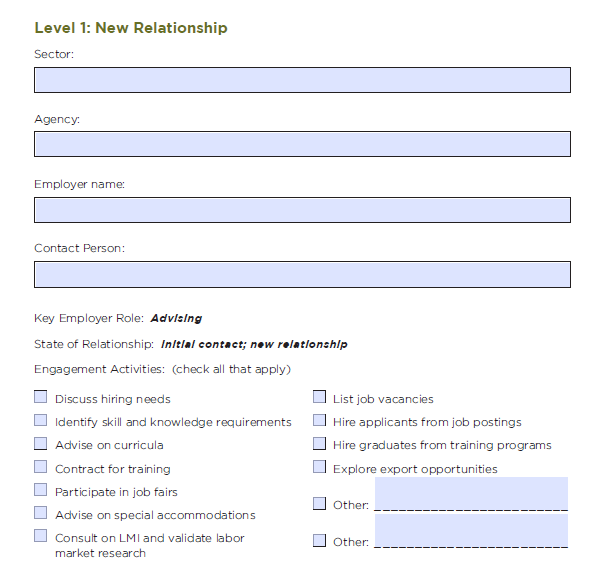 Level 1: New Relationship
Sector:
Agency:
Employer name:
Contact Person:
Key Employer Role: Advising
State of Relationship: Initial contact; new relationship
Engagement Activities: (check all that apply)
Discuss hiring needs
Identify skill and knowledge requirements
Advise on curricula
Contract for training
Participate in job fairs
Advise on special accommodations
Consult on LMI and validate labor
market research
List job vacancies
Hire applicants from job postings
Hire graduates from training programs
Explore export opportunities
Other:
Other: